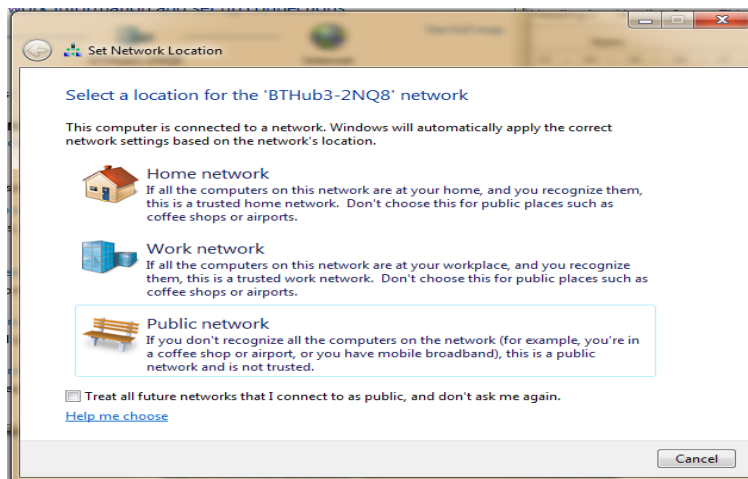 work information and set up connections
Set Network Location
Select a location for the 'BTHub3-2NQ8' network
This computer is connected to a network. Windows will automatically apply the correct
network settings based on the network's location.
Home network
If all the computers on this network are at your home, and you recognize them,
this is a trusted home network. Don't choose this for public places such as
coffee shops or airports.
Work network
If all the computers on this network are at your workplace, and you recognize
them, this is a trusted work network. Don't choose this for public places such as
coffee shops or airports.
Public network
If you don't recognize all the computers on the network (for example, you're in
a coffee shop or airport, or you have mobile broadband), this is a public
network and is not trusted.
Treat all future networks that I connect to as public, and don't ask me again.
Help me choose
Cancel